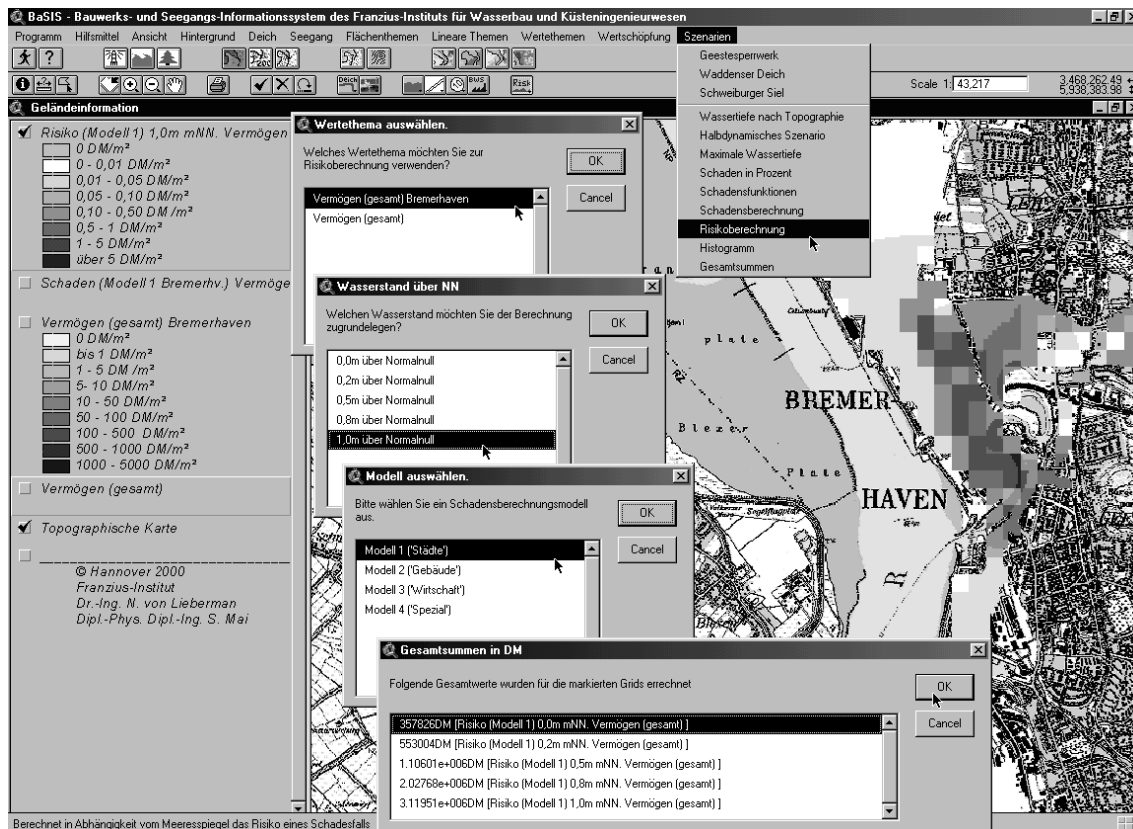 BaSIS - Bauwerks- und Seegangs-Informationssystem des Franzius-Instituts für Wasserbau und Küsteningenieurwesen
Programm Hilfsmittel Ansicht Hintergrund Deich Seegang Flächenthemen Lineare Themen Wertethemen Wertschöpfung Szenarien
Geestesperrwerk
Waddenser Deich
Schweiburger Siel
Wassertiefe nach Topographie
Halbdynamisches Szenario
Maximale Wassertiefe
Schaden in Prozent
Schadensfunktionen
Schadensberechnung
Risikoberechnung
Histogramm
Gesamtsummen
Deich
BWS
Risk
Scale 1: 43,217
3,468,262.49
5,938,383.98
Geländeinformation
Risiko (Modell 1) 1,0m mNN. Vermögen
0 DM/m²
0 - 0,01 DM/m²
0,01 - 0,05 DM/m²
0,05 - 0,10 DM/m²
0,10 - 0,50 DM/m²
0,5 - 1 DM/m²
1 - 5 DM/m²
über 5 DM/m²
Schaden (Modell 1 Bremerhv.) Vermöge
Vermögen (gesamt) Bremerhaven
0 DM/m²
bis 1 DM/m²
1 - 5 DM /m²
5- 10 DM/m²
10 - 50 DM/m²
50 - 100 DM/m²
100 - 500 DM/m²
500 - 1000 DM/m²
1000 - 5000 DM/m²
Vermögen (gesamt)
Topographische Karte
© Hannover 2000
Franzius-Institut
Dr.-Ing. N. von Lieberman
Dipl.-Phys. Dipl.-Ing. S. Mai
Wertethema auswählen.
Welches Wertethema möchten Sie zur
Risikoberechnung verwenden?
OK
Cancel
Vermögen (gesamt) Bremerhaven
Vermögen (gesamt)
Wasserstand über NN
Welchen Wasserstand möchten Sie der Berechnung
zugrundelegen?
OK
Cancel
0,0m über Normalnull
0,2m über Normalnull
0,5m über Normalnull
0,8m über Normalnull
1,0m über Normalnull
Modell auswählen.
Bitte wählen Sie ein Schadensberechnungsmodell
aus.
OK
Cancel
Modell 1 ('Städte')
Modell 2 ('Gebäude')
Modell 3 ('Wirtschaft')
Modell 4 ('Spezial')
Gesamtsummen in DM
Folgende Gesamtwerte wurden für die markierten Grids errechnet
OK
Cancel
357826DM [Risiko (Modell 1) 0,0m mNN. Vermögen (gesamt) ]
553004DM [Risiko (Modell 1) 0,2m mNN. Vermögen (gesamt) ]
1.10601e+006DM [Risiko (Modell 1) 0,5m mNN. Vermögen (gesamt) ]
2.02768e+006DM [Risiko (Modell 1) 0,8m mNN. Vermögen (gesamt) ]
3.11951e+006DM [Risiko (Modell 1) 1,0m mNN. Vermögen (gesamt) ]
plate
BREMER-
Blexer
Plate
HAVEN
R
Berechnet in Abhängigkeit vom Meeresspiegel das Risiko eines Schadesfalls